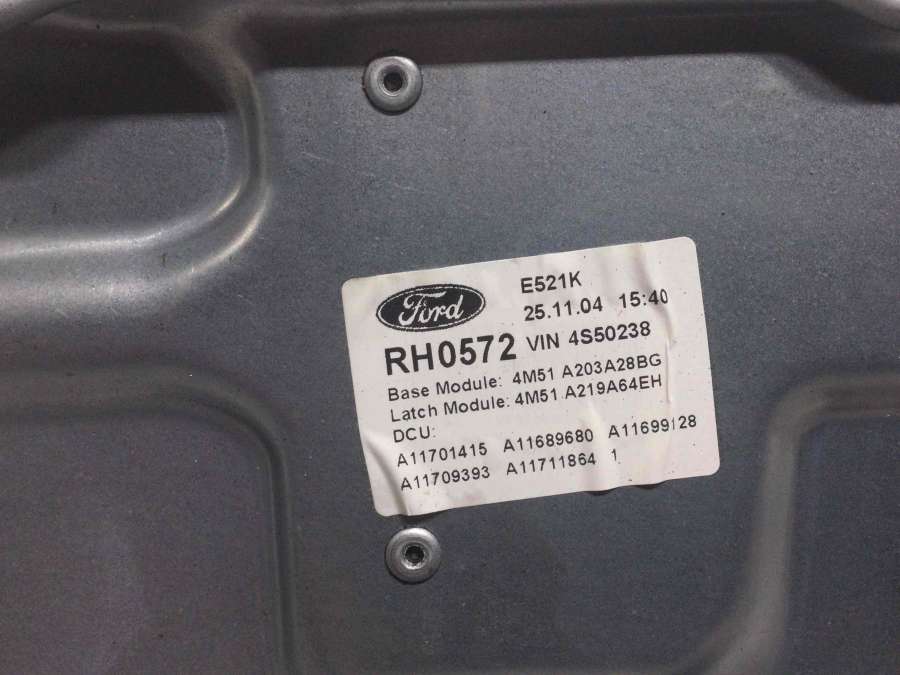 Ford
E521K
25.11.04 15:40
RH0572 VIN 4S50238
Base Module: 4M51 A203A28BG
Latch Module: 4M51 A219A64EH
DCU:
A11701415 A11689680 A11699128
A11709393 A11711864 1